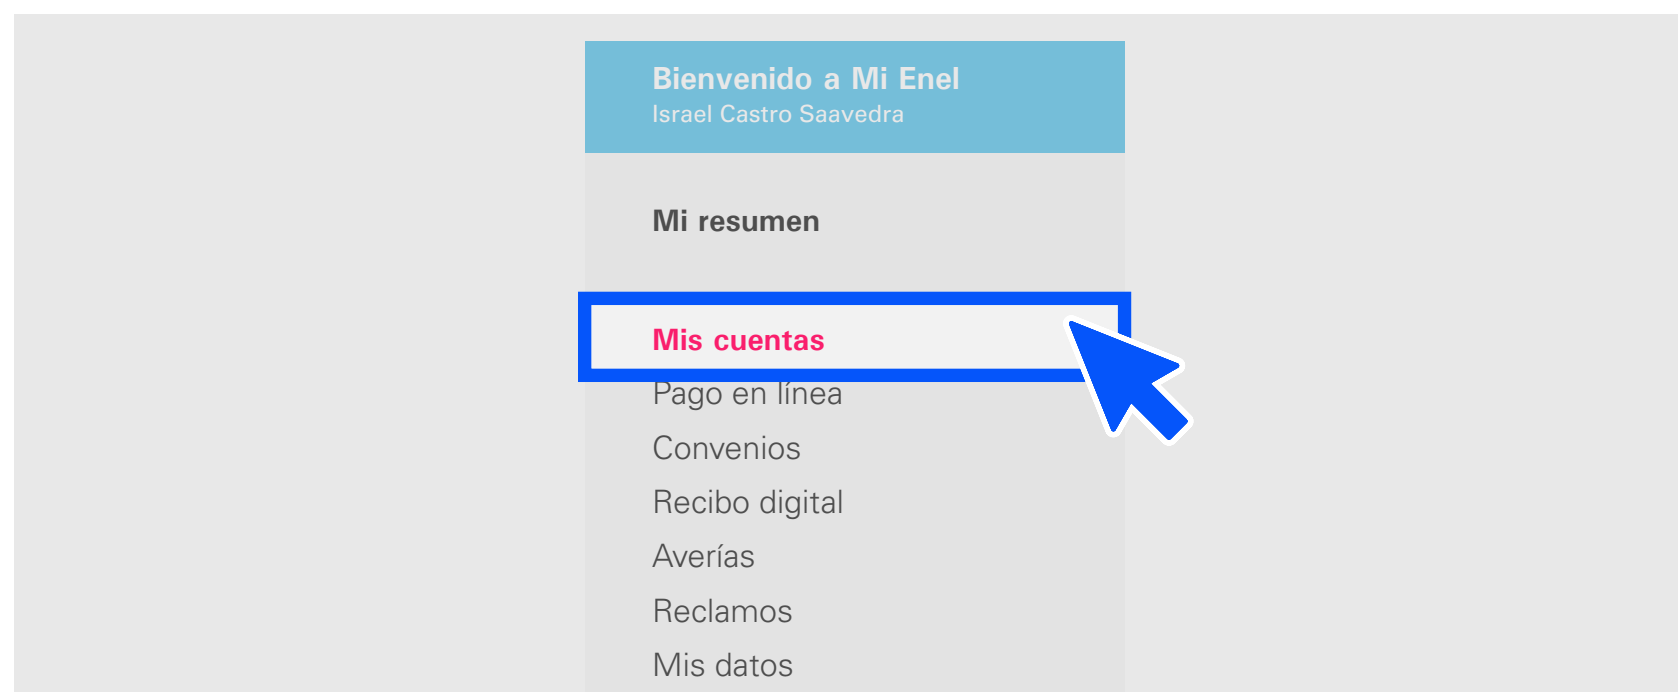 Bienvenido a Mi Enel
Israel Castro Saavedra
Mi resumen
Mis cuentas
Pago en línea
Convenios
Recibo digital
Averías
Reclamos
Mis datos